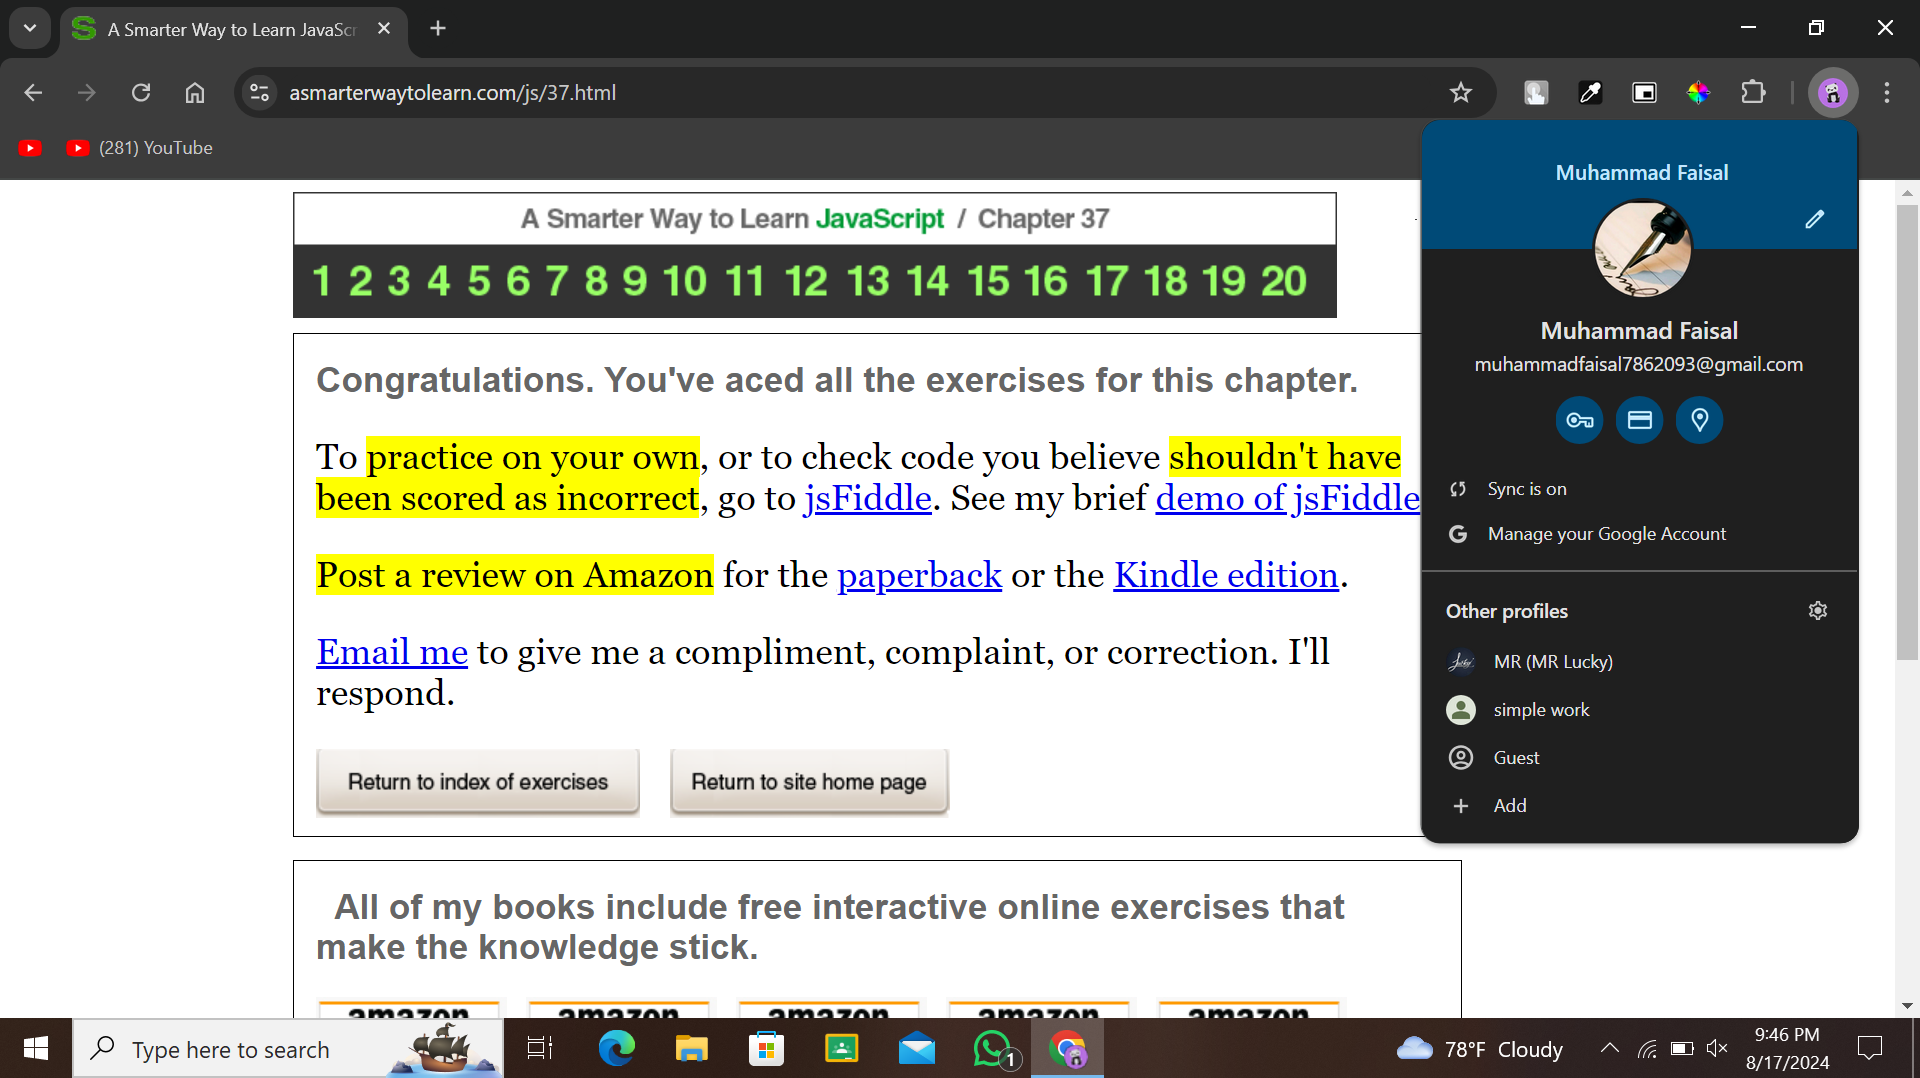 A Smarter Way to Learn JavaScr
asmarterwaytolearn.com/js/37.html
(281) YouTube
A Smarter Way to Learn JavaScript / Chapter 37
1 2 3 4 5 6 7 8 9 10 11 12 13 14 15 16 17 18 19 20
Congratulations. You've aced all the exercises for this chapter.
To practice on your own, or to check code you believe shouldn't have
been scored as incorrect, go to jsFiddle. See my brief demo of jsFiddle
Post a review on Amazon for the paperback or the Kindle edition.
Email me to give me a compliment, complaint, or correction. I'll
respond.
Return to index of exercises
Return to site home page
All of my books include free interactive online exercises that
make the knowledge stick.
amazon amazon amazon amazon amazon
Muhammad Faisal
Muhammad Faisal
muhammadfaisal7862093@gmail.com
Sync is on
Manage your Google Account
Other profiles
MR (MR Lucky)
simple work
Guest
Add
Type here to search
1
78°F Cloudy
9:46 PM
8/17/2024